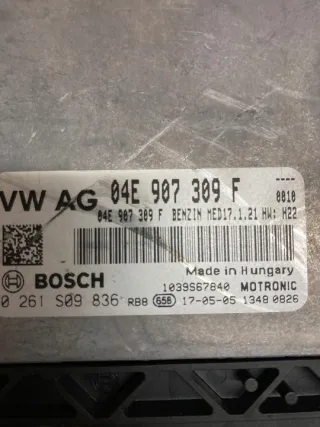 VW AG 04E 907 309 F
----
0010
04E 907 309 F BENZIN MED17.1.21 HW: H22
BOSCH
Made in Hungary
1039S67840 MOTRONIC
0 261 S09 836 RB8 658 17-05-05 1348 0826